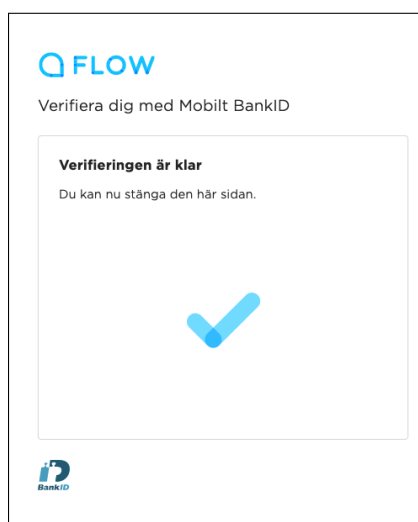 FLOW
Verifiera dig med Mobilt BankID
Verifieringen är klar
Du kan nu stänga den här sidan.
BankID